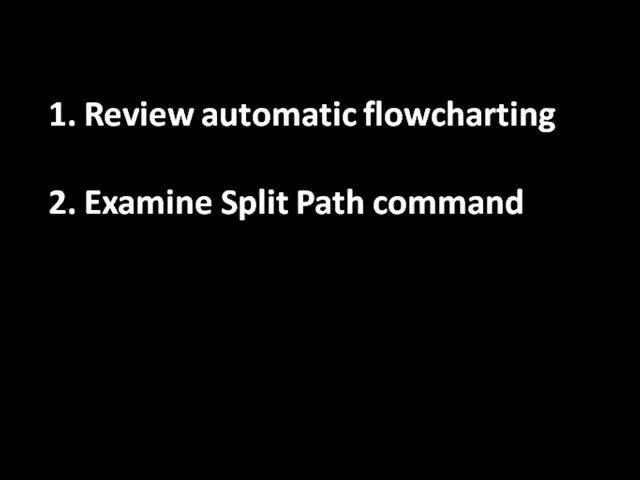 1. Review automatic flowcharting
2. Examine Split Path command